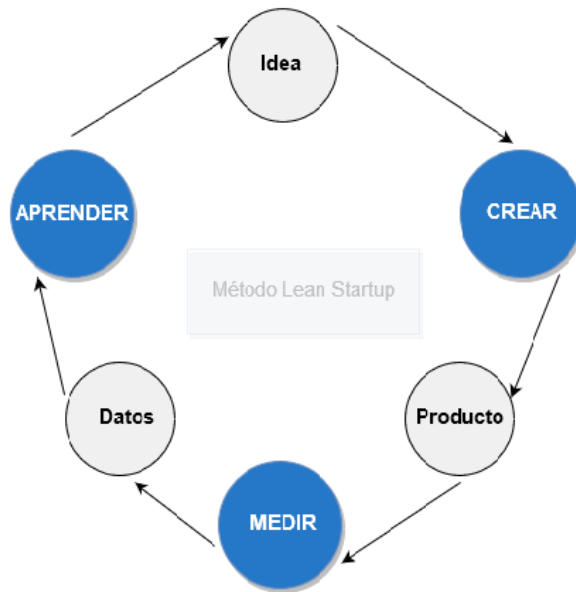 Idea
APRENDER
CREAR
Método Lean Startup
Datos
Producto
MEDIR